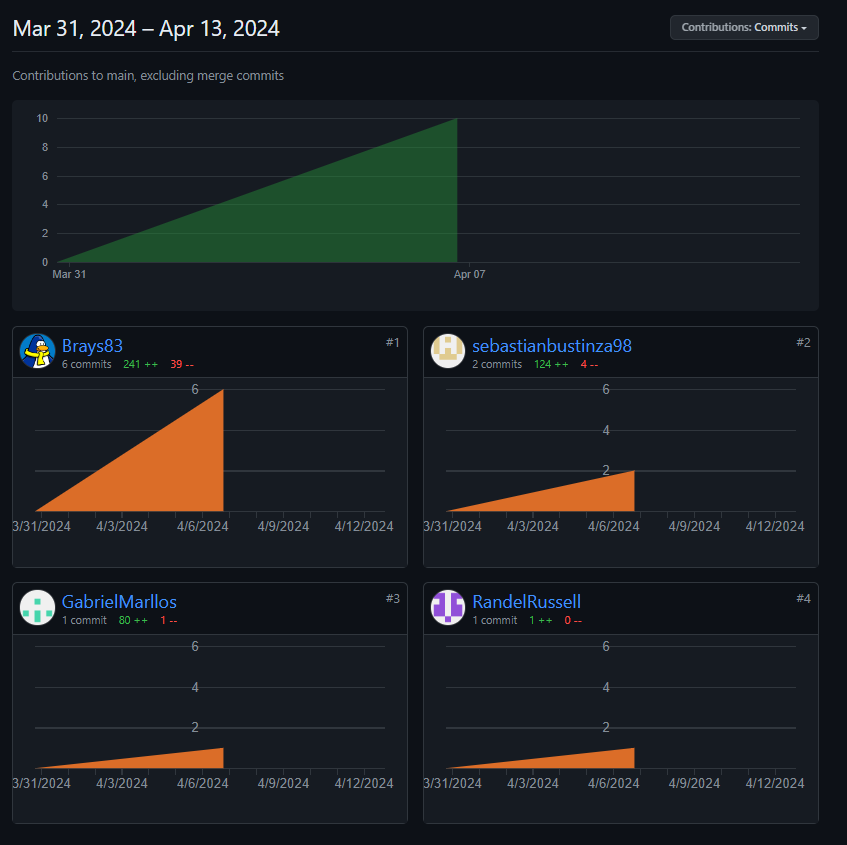 Mar 31, 2024 – Apr 13, 2024
Contributions: Commits
Contributions to main, excluding merge commits
10
8
6
4
2
0
Mar 31 Apr 07
Brays83 #1
6 commits 241 ++ 39 --
6
3/31/2024 4/3/2024 4/6/2024 4/9/2024 4/12/2024
sebastianbustinza98 #2
2 commits 124 ++ 4 --
6
4
2
3/31/2024 4/3/2024 4/6/2024 4/9/2024 4/12/2024
GabrielMarllos #3
1 commit 80 ++ 1 --
6
4
2
3/31/2024 4/3/2024 4/6/2024 4/9/2024 4/12/2024
RandelRussell #4
1 commit 1 ++ 0 --
6
4
2
3/31/2024 4/3/2024 4/6/2024 4/9/2024 4/12/2024